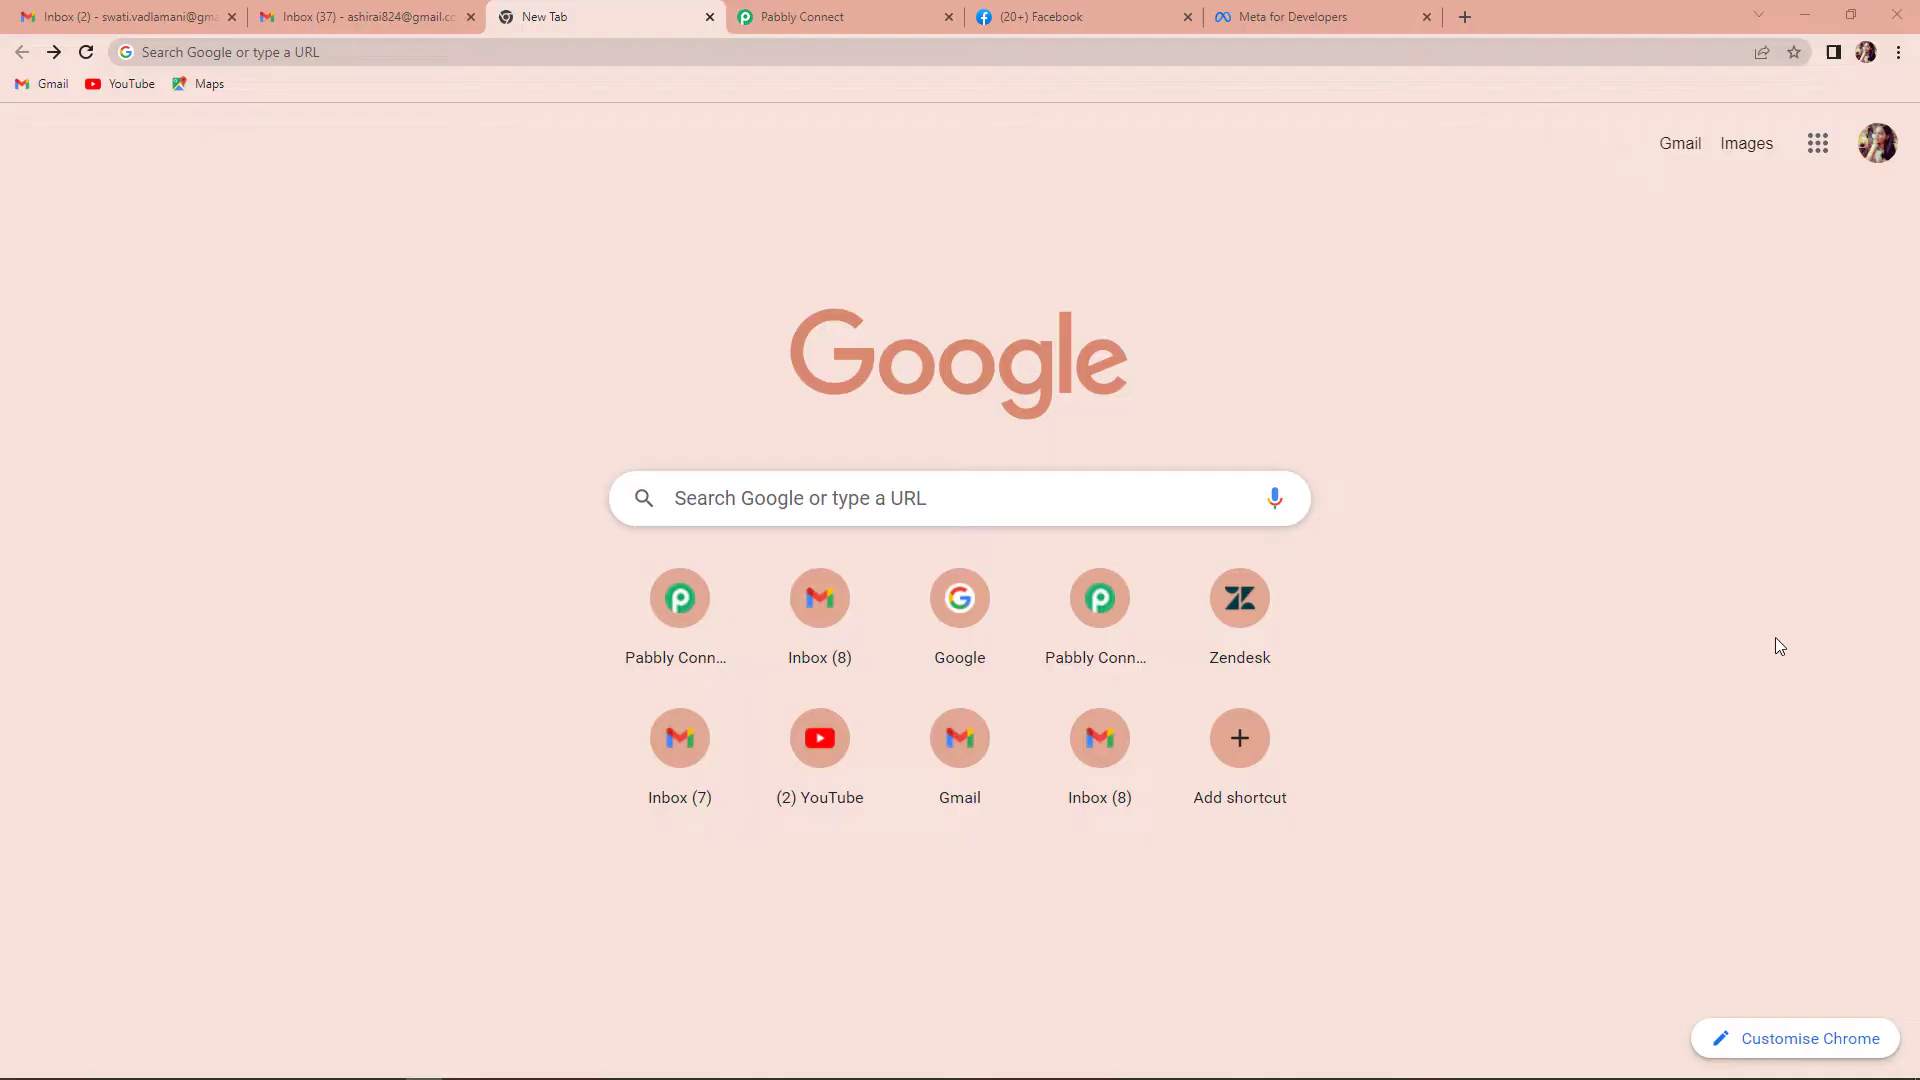 Inbox (2) - swati.vadlamani@gma
Inbox (37) - ashirai824@gmail.cc
New Tab
Pabbly Connect
(20+) Facebook
Meta for Developers
Search Google or type a URL
Gmail
YouTube
Maps
Gmail
Images
Google
Search Google or type a URL
Pabbly Conn...
Inbox (8)
Google
Pabbly Conn...
Zendesk
Inbox (7)
(2) YouTube
Gmail
Inbox (8)
Add shortcut
Customise Chrome